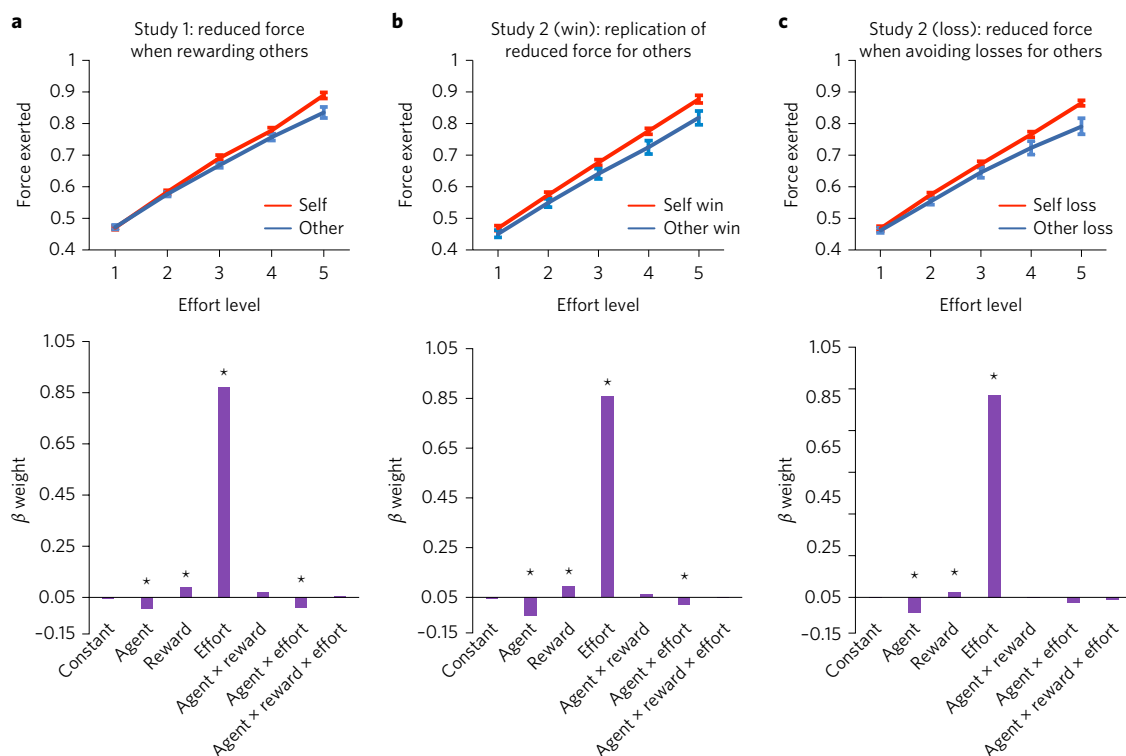 a
Study 1: reduced force
when rewarding others
Force exerted
1
0.9
0.8
0.7
0.6
0.5
0.4
Self
Other
1 2 3 4 5
Effort level
b
Study 2 (win): replication of
reduced force for others
Force exerted
1
0.9
0.8
0.7
0.6
0.5
0.4
Self win
Other win
1 2 3 4 5
Effort level
c
Study 2 (loss): reduced force
when avoiding losses for others
Force exerted
1
0.9
0.8
0.7
0.6
0.5
0.4
Self loss
Other loss
1 2 3 4 5
Effort level
β weight
1.05
0.85
0.65
0.45
0.25
0.05
–0.15
* * * *
Constant
Agent
Reward
Effort
Agent × reward
Agent × effort
Agent × reward × effort
β weight
1.05
0.85
0.65
0.45
0.25
0.05
–0.15
* * * *
Constant
Agent
Reward
Effort
Agent × reward
Agent × effort
Agent × reward × effort
β weight
1.05
0.85
0.65
0.45
0.25
0.05
–0.15
* * *
Constant
Agent
Reward
Effort
Agent × reward
Agent × effort
Agent × reward × effort